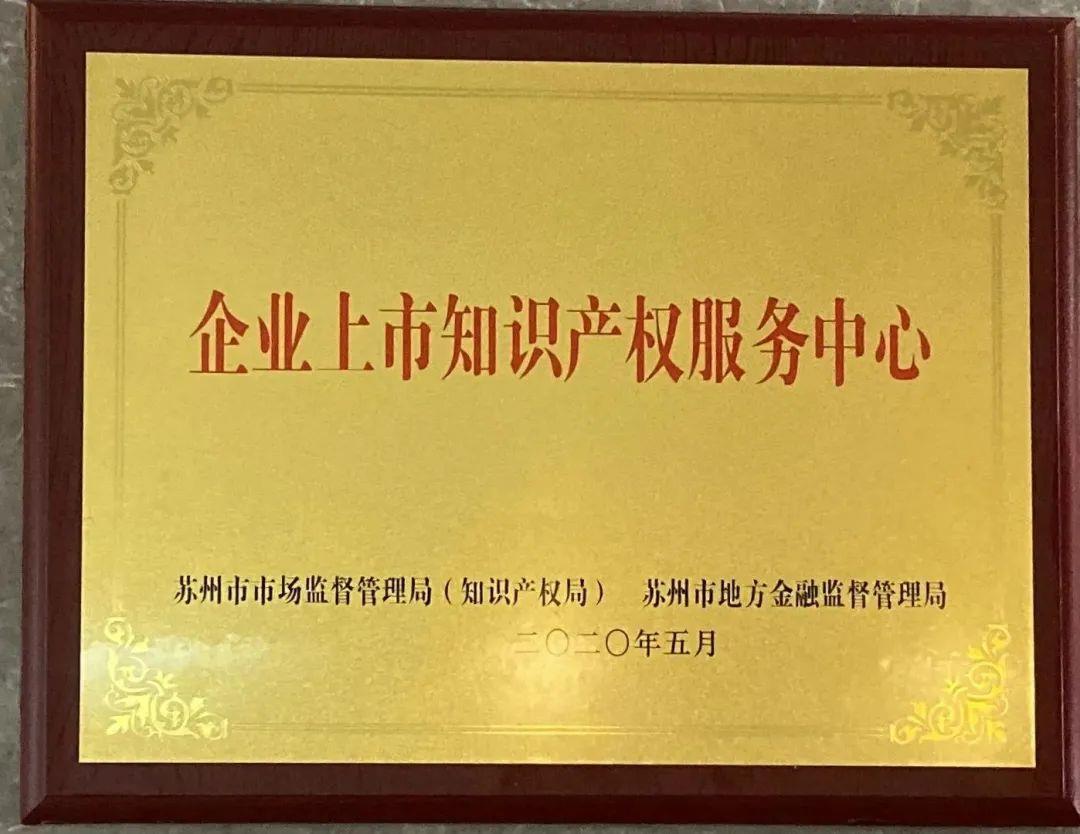 企业上市知识产权服务中心
苏州市市场监督管理局（知识产权局） 苏州市地方金融监督管理局
二〇二〇年五月